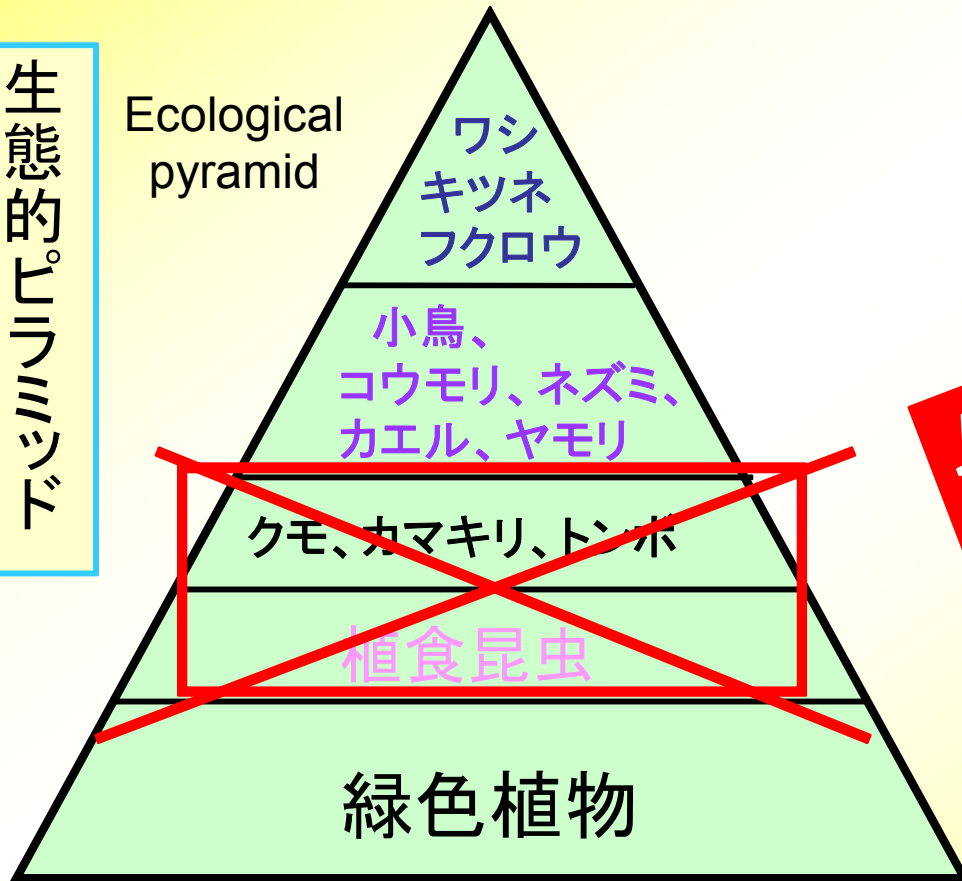 生態的ピラミッド
Ecological
pyramid
ワシ
キツネ
フクロウ
小鳥、
コウモリ、ネズミ、
カエル、ヤモリ
クモ、カマキリ、トンボ
植食昆虫
緑色植物